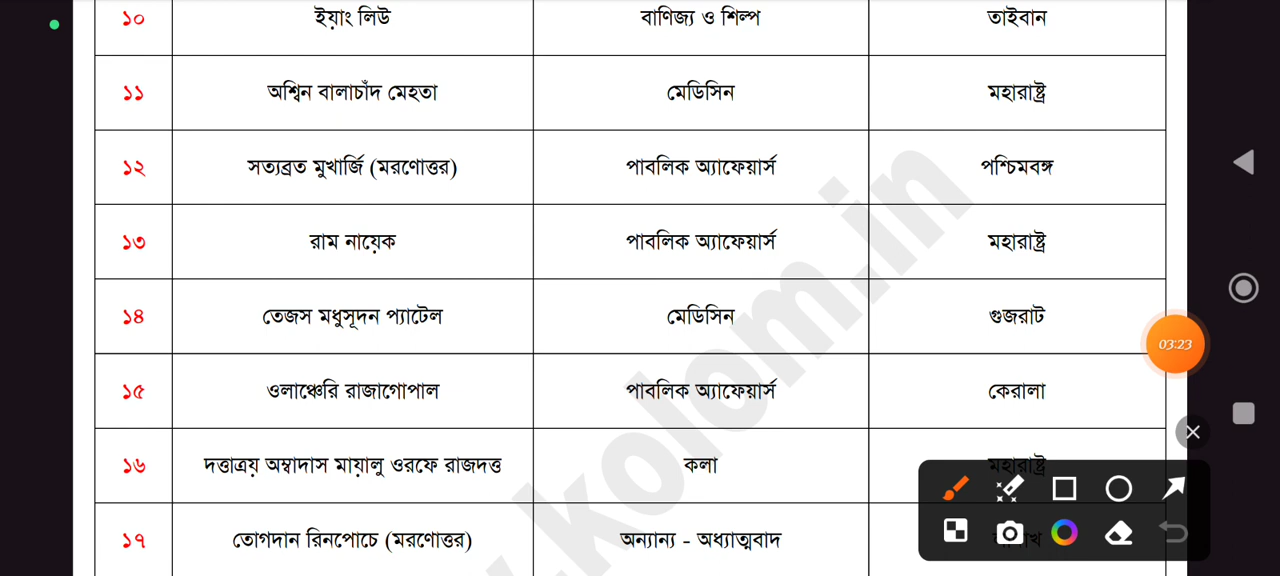 ১০ ইয়াং লিউ বাণিজ্য ও শিল্প তাইবান
১১ অশ্বিন বালাচাঁদ মেহতা মেডিসিন মহারাষ্ট্র
১২ সত্যব্রত মুখার্জি (মরণোত্তর) পাবলিক অ্যাফেয়ার্স পশ্চিমবঙ্গ
১৩ রাম নায়েক পাবলিক অ্যাফেয়ার্স মহারাষ্ট্র
১৪ তেজস মধুসূদন প্যাটেল মেডিসিন গুজরাট
03:23
১৫ ওলাঞ্চেরি রাজাগোপাল পাবলিক অ্যাফেয়ার্স কেরালা
১৬ দত্তাত্রয় অম্বাদাস মায়ালু ওরফে রাজদত্ত কলা মহারাষ্ট্র
১৭ তোগদান রিনপোচে (মরণোত্তর) অন্যান্য - অধ্যাত্মবাদ
.kolom.in